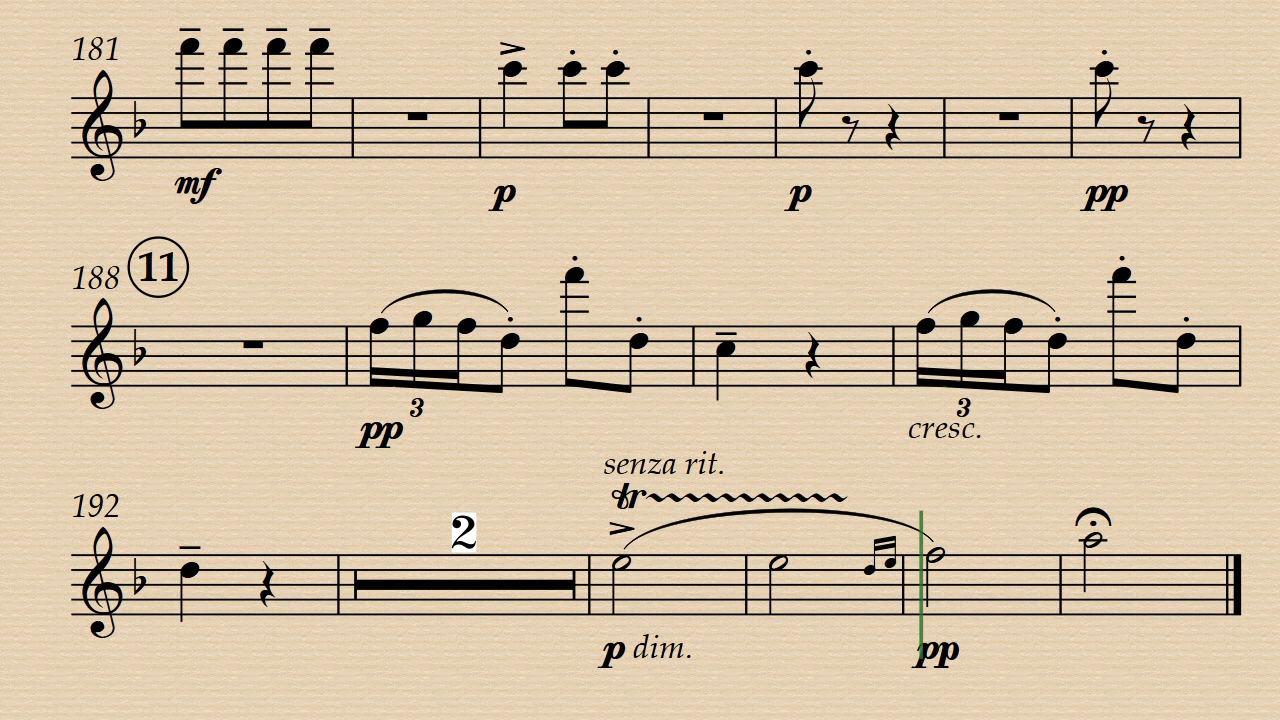 181
mf p p pp
188 11
3 3
pp cresc.
senza rit.
192 tr
2
p dim. pp